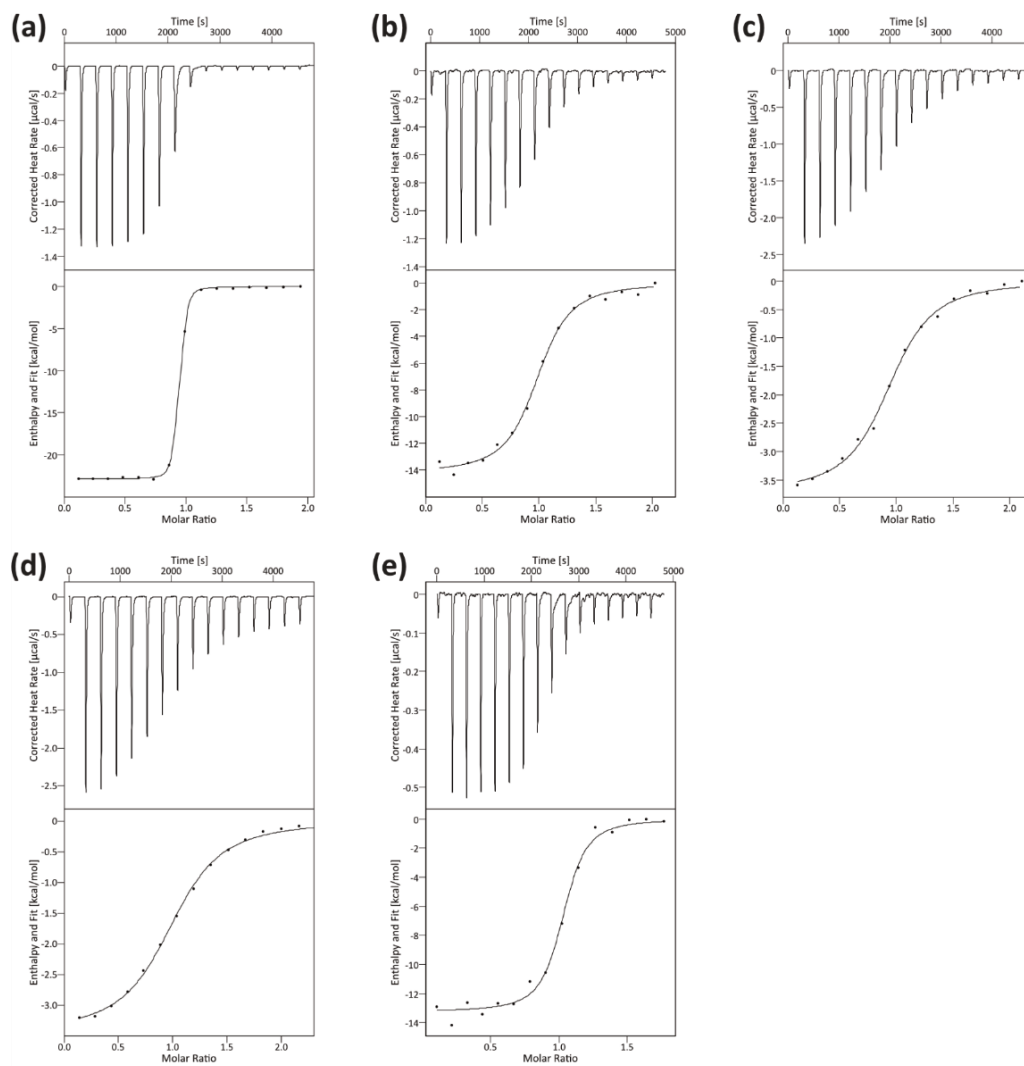 (a)
Time [s]
0 1000 2000 3000 4000
Corrected Heat Rate [µcal/s]
0
-0.2
-0.4
-0.6
-0.8
-1.0
-1.2
-1.4
Enthalpy and Fit [kcal/mol]
0
-5
-10
-15
-20
0.0 0.5 1.0 1.5 2.0
Molar Ratio
(b)
Time [s]
0 1000 2000 3000 4000 5000
Corrected Heat Rate [µcal/s]
0
-0.2
-0.4
-0.6
-0.8
-1.0
-1.2
-1.4
Enthalpy and Fit [kcal/mol]
0
-2
-4
-6
-8
-10
-12
-14
0.0 0.5 1.0 1.5 2.0
Molar Ratio
(c)
Time [s]
0 1000 2000 3000 4000
Corrected Heat Rate [µcal/s]
0
-0.5
-1.0
-1.5
-2.0
-2.5
Enthalpy and Fit [kcal/mol]
0.0
-0.5
-1.0
-1.5
-2.0
-2.5
-3.0
-3.5
0.0 0.5 1.0 1.5 2.0
Molar Ratio
(d)
Time [s]
0 1000 2000 3000 4000
Corrected Heat Rate [µcal/s]
0
-0.5
-1.0
-1.5
-2.0
-2.5
Enthalpy and Fit [kcal/mol]
0
-0.5
-1.0
-1.5
-2.0
-2.5
-3.0
0.0 0.5 1.0 1.5 2.0
Molar Ratio
(e)
Time [s]
0 1000 2000 3000 4000 5000
Corrected Heat Rate [µcal/s]
0
-0.1
-0.2
-0.3
-0.4
-0.5
Enthalpy and Fit [kcal/mol]
0
-2
-4
-6
-8
-10
-12
-14
0.5 1.0 1.5
Molar Ratio